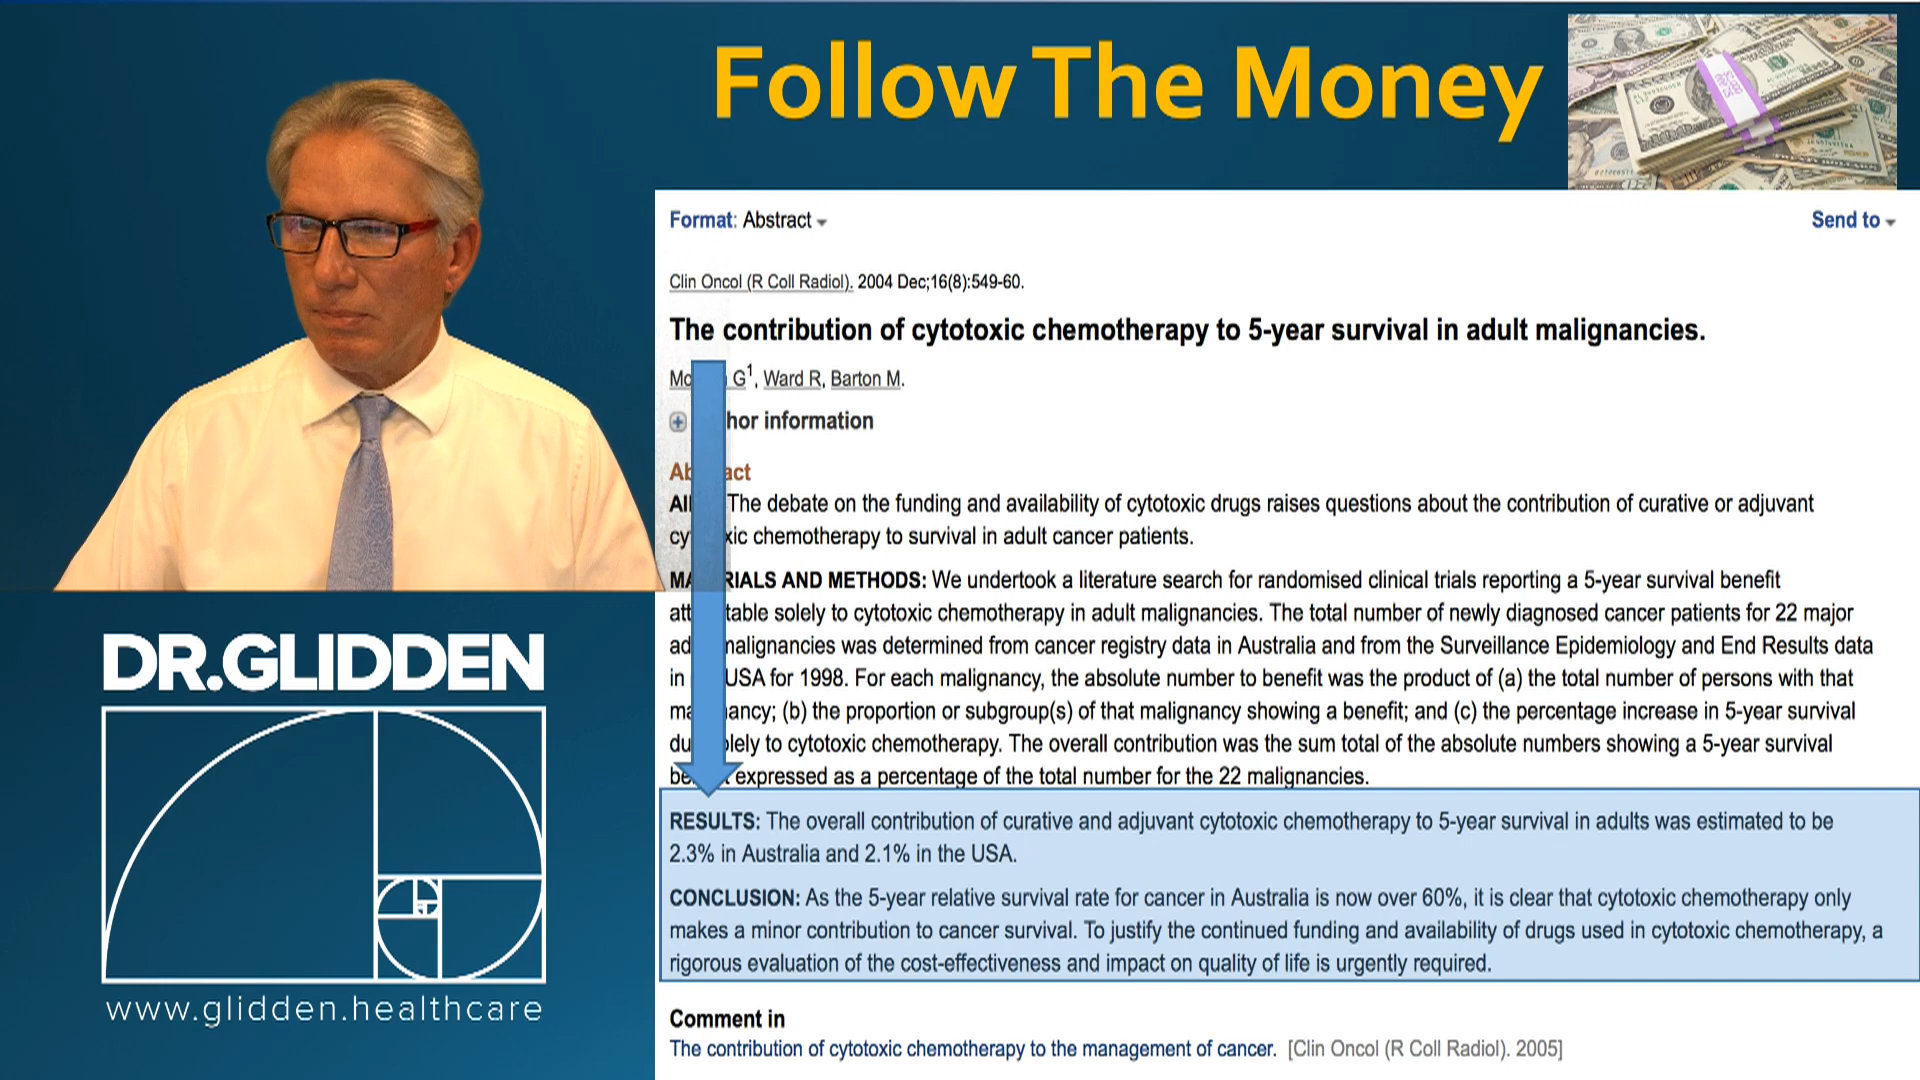 Follow The Money
Format: Abstract
Send to
Clin Oncol (R Coll Radiol). 2004 Dec;16(8):549-60.
The contribution of cytotoxic chemotherapy to 5-year survival in adult malignancies.
G1, Ward R, Barton M.
hor information
Ab act
The debate on the funding and availability of cytotoxic drugs raises questions about the contribution of curative or adjuvant
cy xic chemotherapy to survival in adult cancer patients.
MA RIALS AND METHODS: We undertook a literature search for randomised clinical trials reporting a 5-year survival benefit
att table solely to cytotoxic chemotherapy in adult malignancies. The total number of newly diagnosed cancer patients for 22 major
ad malignancies was determined from cancer registry data in Australia and from the Surveillance Epidemiology and End Results data
in USA for 1998. For each malignancy, the absolute number to benefit was the product of (a) the total number of persons with that
ma ancy; (b) the proportion or subgroup(s) of that malignancy showing a benefit; and (c) the percentage increase in 5-year survival
du lely to cytotoxic chemotherapy. The overall contribution was the sum total of the absolute numbers showing a 5-year survival
be t expressed as a percentage of the total number for the 22 malignancies.
RESULTS: The overall contribution of curative and adjuvant cytotoxic chemotherapy to 5-year survival in adults was estimated to be
2.3% in Australia and 2.1% in the USA.
CONCLUSION: As the 5-year relative survival rate for cancer in Australia is now over 60%, it is clear that cytotoxic chemotherapy only
makes a minor contribution to cancer survival. To justify the continued funding and availability of drugs used in cytotoxic chemotherapy, a
rigorous evaluation of the cost-effectiveness and impact on quality of life is urgently required.
Comment in
The contribution of cytotoxic chemotherapy to the management of cancer. [Clin Oncol (R Coll Radiol). 2005]
DR.GLIDDEN
www.glidden.healthcare